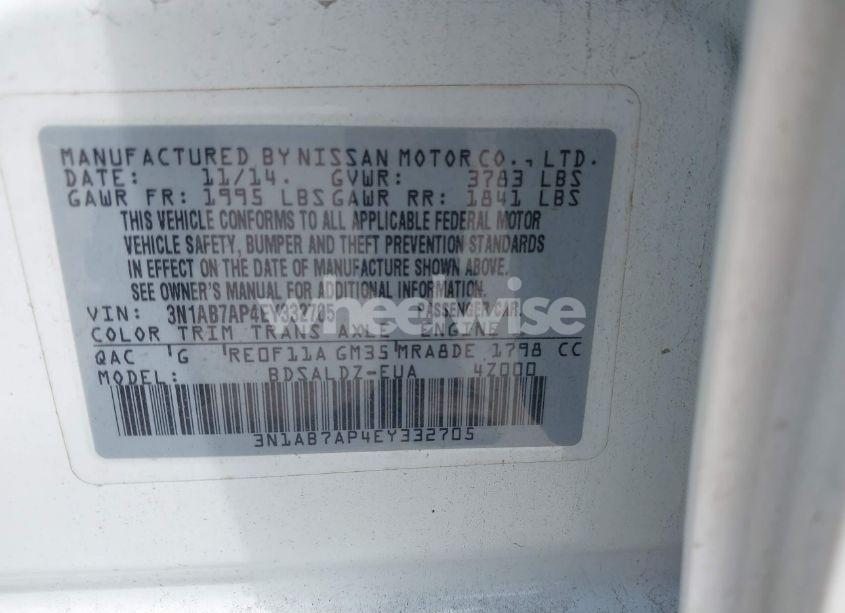 MANUFACTURED BY NISSAN MOTOR CO., LTD.
DATE: 11/14. GVWR: 3783 LBS
GAWR FR: 1995 LBS GAWR RR: 1841 LBS
THIS VEHICLE CONFORMS TO ALL APPLICABLE FEDERAL MOTOR
VEHICLE SAFETY, BUMPER AND THEFT PREVENTION STANDARDS
IN EFFECT ON THE DATE OF MANUFACTURE SHOWN ABOVE.
SEE OWNER'S MANUAL FOR ADDITIONAL INFORMATION.
VIN: 3N1AB7AP4EY332705 PASSENGER CAR
wheelwise
COLOR TRIM TRANS AXLE ENGINE
QAC G RE0F11A GM35 MRA8DE 1798 CC
MODEL: BDSALDZ-EUA 4Z000
3N1AB7AP4EY332705